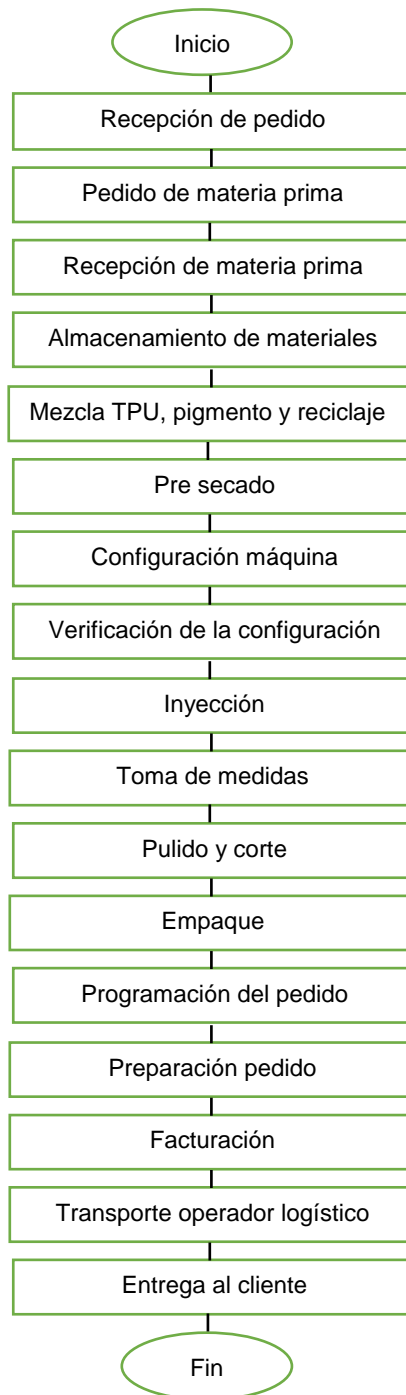 Inicio
Recepción de pedido
Pedido de materia prima
Recepción de materia prima
Almacenamiento de materiales
Mezcla TPU, pigmento y reciclaje
Pre secado
Configuración máquina
Verificación de la configuración
Inyección
Toma de medidas
Pulido y corte
Empaque
Programación del pedido
Preparación pedido
Facturación
Transporte operador logístico
Entrega al cliente
Fin